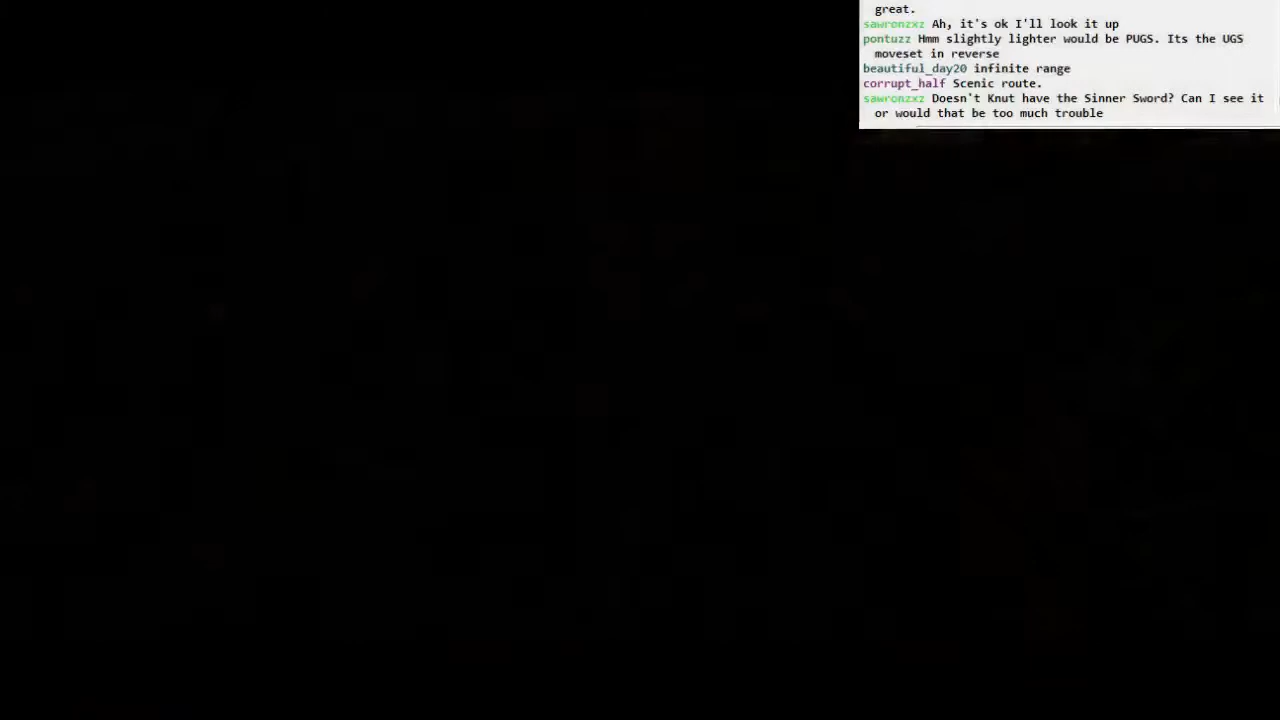 great.
sawronzxz Ah, it's ok I'll look it up
pontuzz Hmm slightly lighter would be PUGS. Its the UGS
moveset in reverse
beautiful_day20 infinite range
corrupt_half Scenic route.
sawronzxz Doesn't Knut have the Sinner Sword? Can I see it
or would that be too much trouble